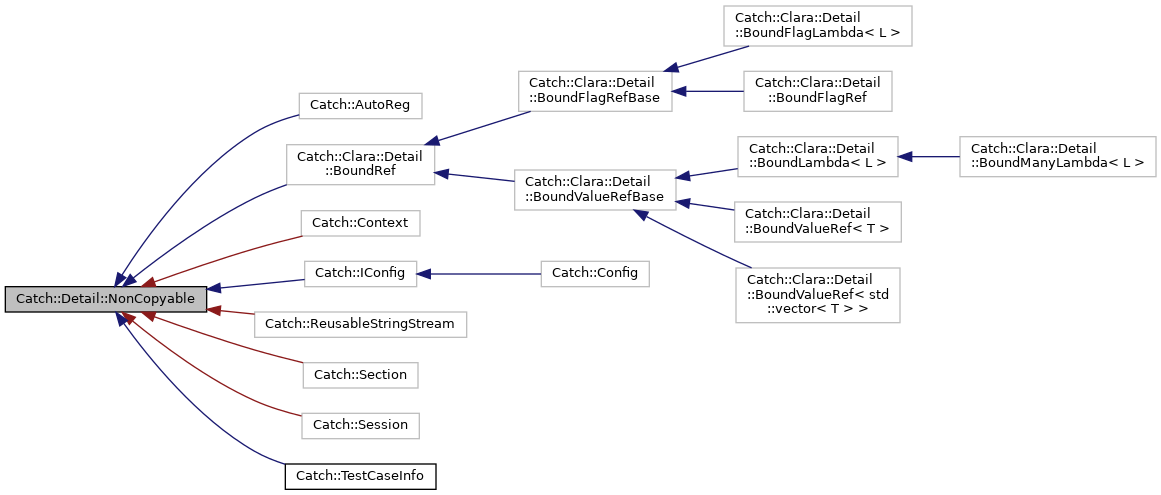 Catch::Clara::Detail
::BoundFlagLambda< L >
Catch::Clara::Detail
::BoundFlagRefBase
Catch::Clara::Detail
::BoundFlagRef
Catch::AutoReg
Catch::Clara::Detail
::BoundRef
Catch::Clara::Detail
::BoundLambda< L >
Catch::Clara::Detail
::BoundManyLambda< L >
Catch::Clara::Detail
::BoundValueRefBase
Catch::Context
Catch::Clara::Detail
::BoundValueRef< T >
Catch::IConfig
Catch::Config
Catch::Clara::Detail
::BoundValueRef< std
::vector< T > >
Catch::Detail::NonCopyable
Catch::ReusableStringStream
Catch::Section
Catch::Session
Catch::TestCaseInfo